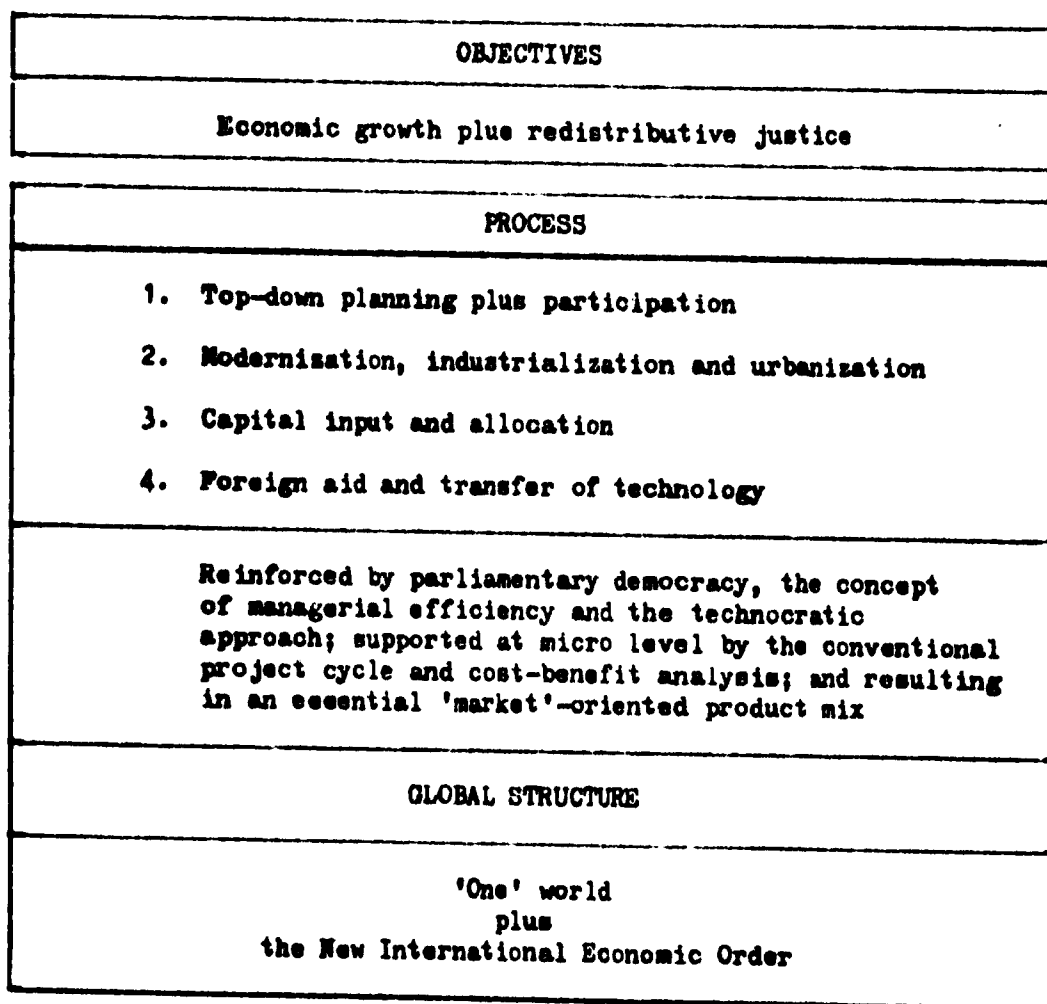 OBJECTIVES
Economic growth plus redistributive justice
PROCESS
1. Top-down planning plus participation
2. Modernisation, industrialization and urbanisation
3. Capital input and allocation
4. Foreign aid and transfer of technology
Reinforced by parliamentary democracy, the concept
of managerial efficiency and the technocratic
approach; supported at micro level by the conventional
project cycle and cost-benefit analysis; and resulting
in an essential 'market'-oriented product mix
GLOBAL STRUCTURE
'One' world
plus
the New International Economic Order